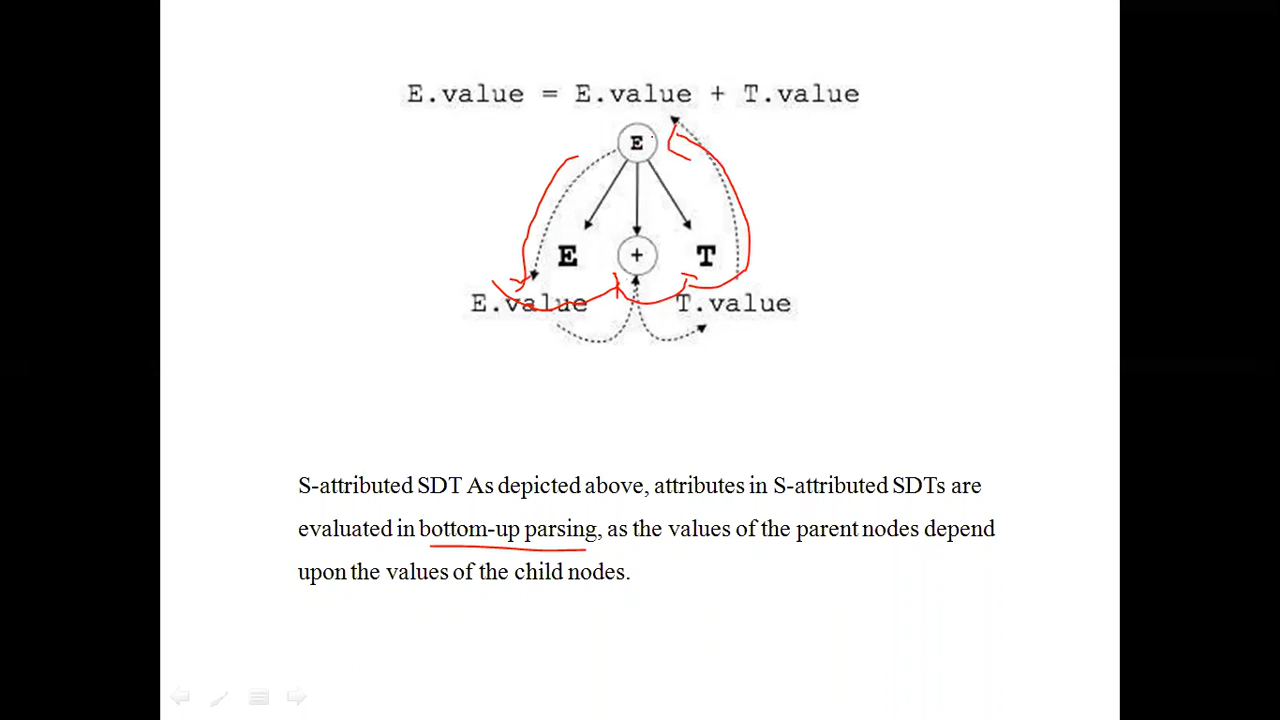 E.value = E.value + T.value
E
E + T
E.value T.value
S-attributed SDT As depicted above, attributes in S-attributed SDTs are
evaluated in bottom-up parsing, as the values of the parent nodes depend
upon the values of the child nodes.